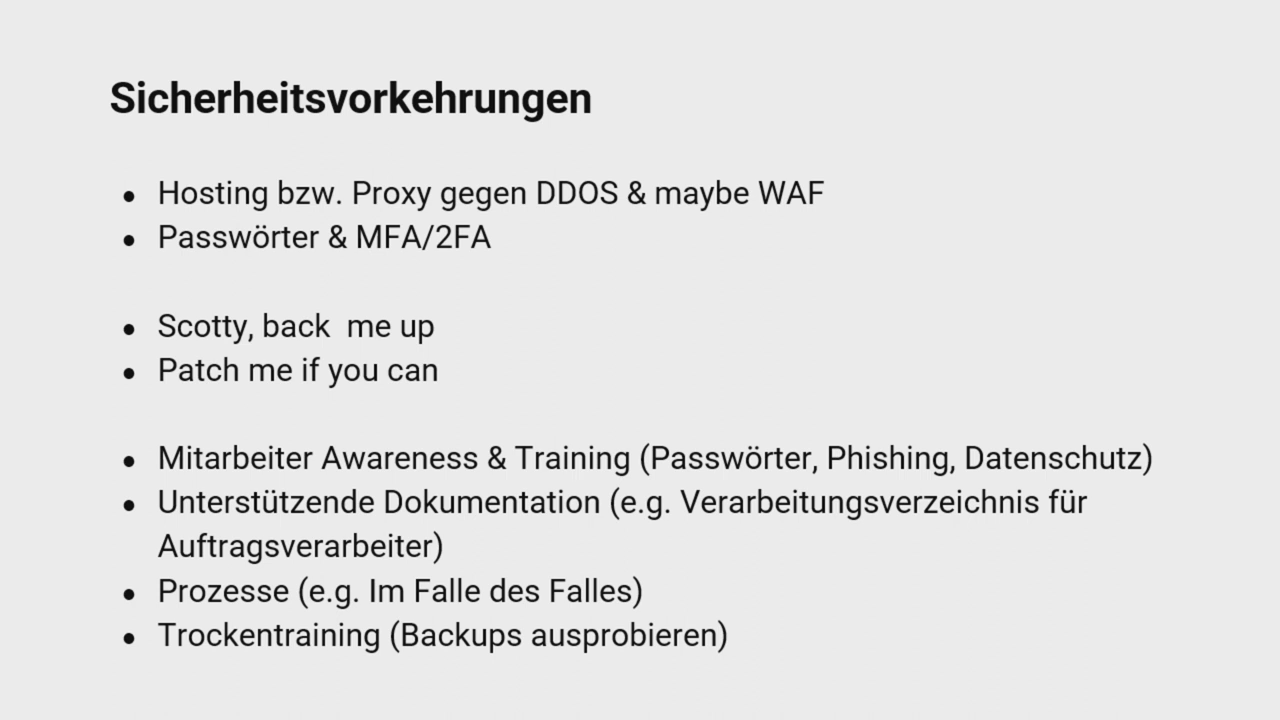 Sicherheitsvorkehrungen
• Hosting bzw. Proxy gegen DDOS & maybe WAF
• Passwörter & MFA/2FA
• Scotty, back  me up
• Patch me if you can
• Mitarbeiter Awareness & Training (Passwörter, Phishing, Datenschutz)
• Unterstützende Dokumentation (e.g. Verarbeitungsverzeichnis für
Auftragsverarbeiter)
• Prozesse (e.g. Im Falle des Falles)
• Trockentraining (Backups ausprobieren)